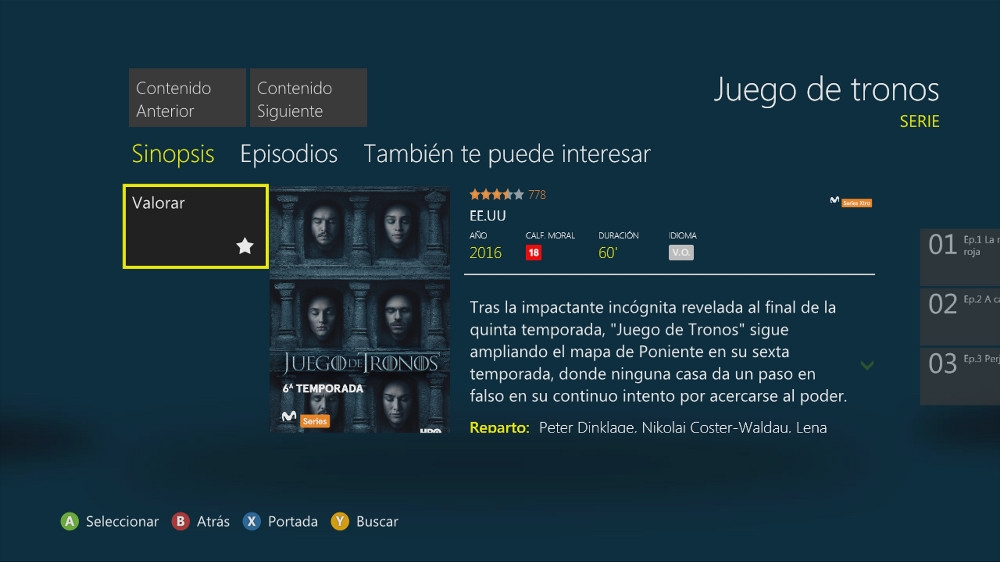 Contenido
Anterior
Contenido
Siguiente
Juego de tronos
SERIE
Sinopsis
Episodios
También te puede interesar
Valorar
JUEGO DE TRONOS
6ª TEMPORADA
Series
HBO
778
EE.UU
AÑO
CALF. MORAL
DURACIÓN
IDIOMA
2016
18
60'
V.O.
Series Xtra
Tras la impactante incógnita revelada al final de la
quinta temporada, "Juego de Tronos" sigue
ampliando el mapa de Poniente en su sexta
temporada, donde ninguna casa da un paso en
falso en su continuo intento por acercarse al poder.
Reparto: Peter Dinklage, Nikolai Coster-Waldau, Lena
01
Ep.1 La
roja
02
Ep.2 A
03
Ep.3
A Seleccionar
B Atrás
X Portada
Y Buscar